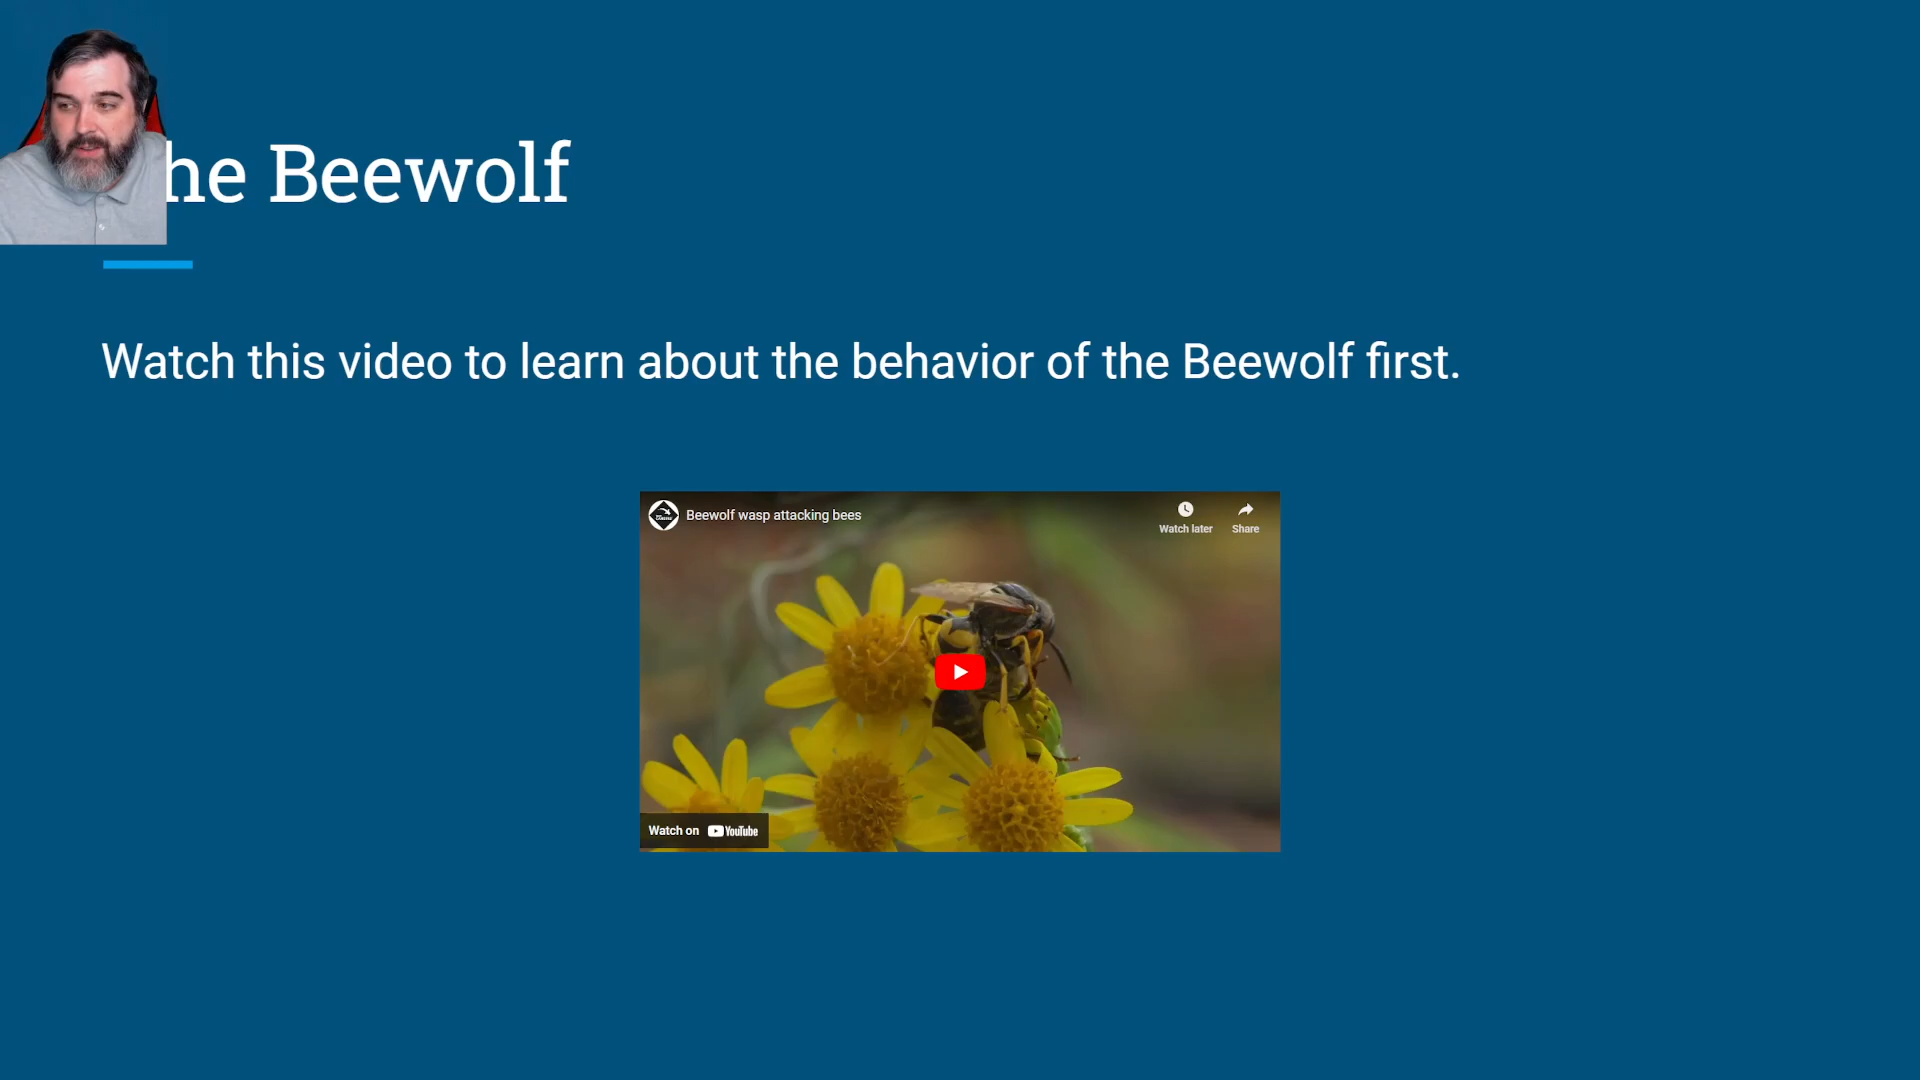 he Beewolf
Watch this video to learn about the behavior of the Beewolf first.
Beewolf wasp attacking bees
Watch later
Share
Watch on YouTube